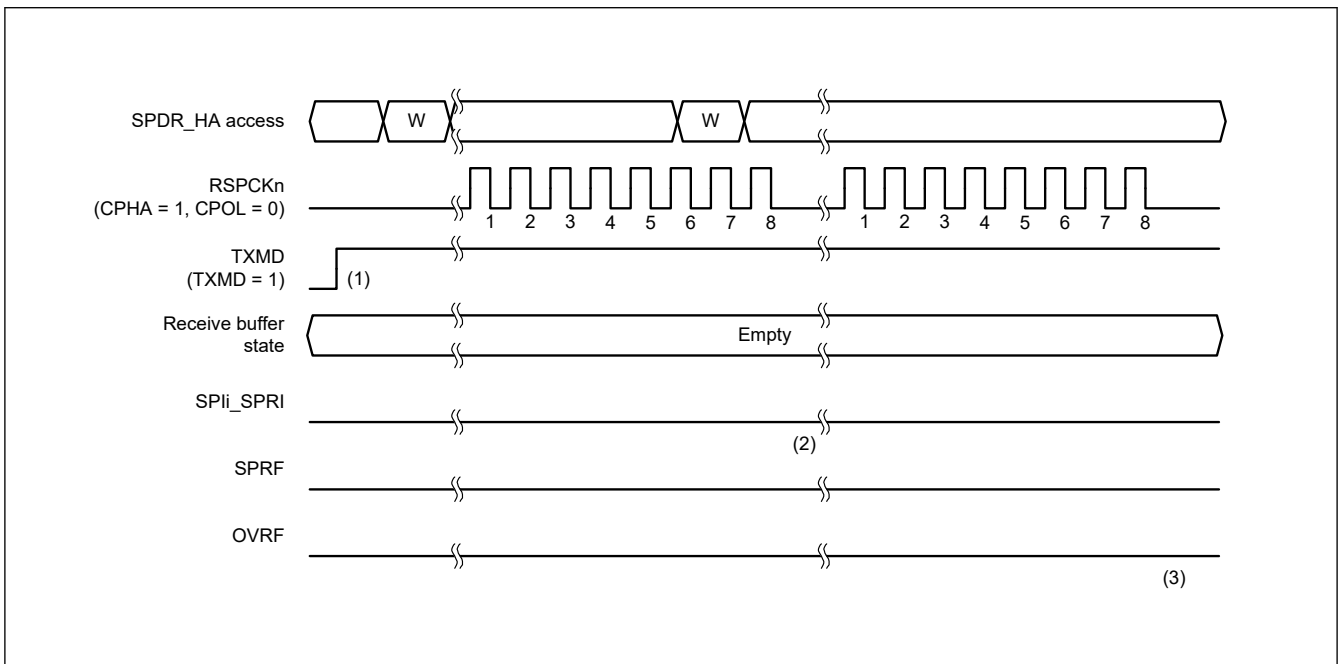 SPDR_HA access
W
W
RSPCKn
(CPHA = 1, CPOL = 0)
1 2 3 4 5 6 7 8
1 2 3 4 5 6 7 8
TXMD
(TXMD = 1)
(1)
Receive buffer
state
Empty
SPIi_SPRI
(2)
SPRF
OVRF
(3)